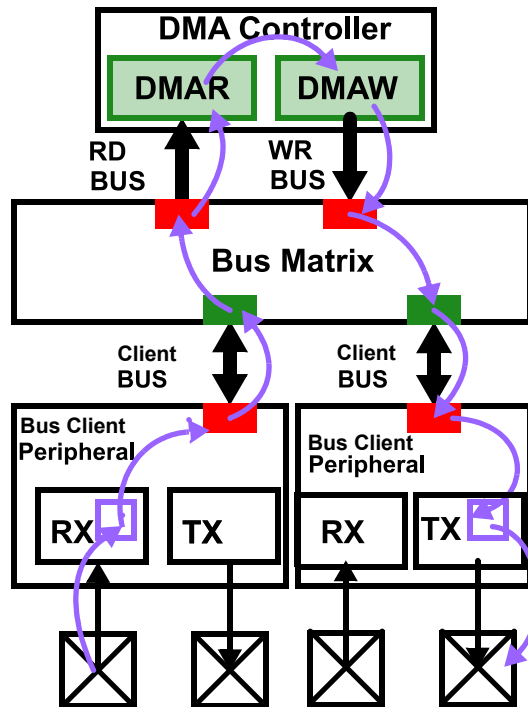 DMA Controller
DMAR
DMAW
RD
BUS
WR
BUS
Bus Matrix
Client
BUS
Client
BUS
Bus Client
Peripheral
Bus Client
Peripheral
RX
TX
RX
TX